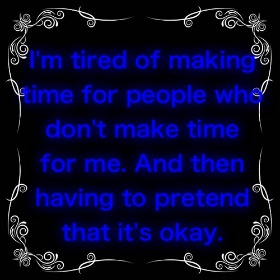 I'm tired of making
time for people who
don't make time
for me. And then
having to pretend
that it's okay.